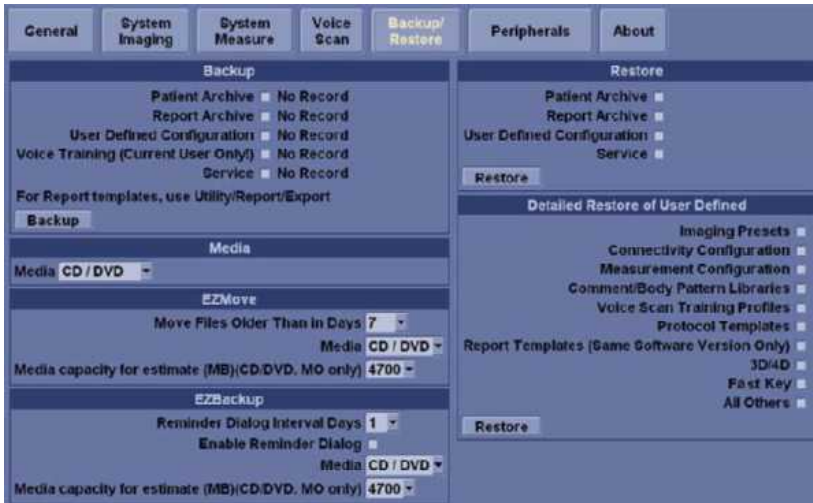 General
System Imaging
System Measure
Voice Scan
Backup/ Restore
Peripherals
About
Backup
Patient Archive No Record
Report Archive No Record
User Defined Configuration No Record
Voice Training (Current User Only!) No Record
Service No Record
For Report templates, use Utility/Report/Export
Backup
Media
Media CD / DVD
EZMove
Move Files Older Than in Days 7
Media CD / DVD
Media capacity for estimate (MB)(CD/DVD, MO only) 4700
EZBackup
Reminder Dialog Interval Days 1
Enable Reminder Dialog
Media CD / DVD
Media capacity for estimate (MB)(CD/DVD, MO only) 4700
Restore
Patient Archive
Report Archive
User Defined Configuration
Service
Restore
Detailed Restore of User Defined
Imaging Presets
Connectivity Configuration
Measurement Configuration
Comment/Body Pattern Libraries
Voice Scan Training Profiles
Protocol Templates
Report Templates (Same Software Version Only)
3D/4D
Fast Key
All Others
Restore